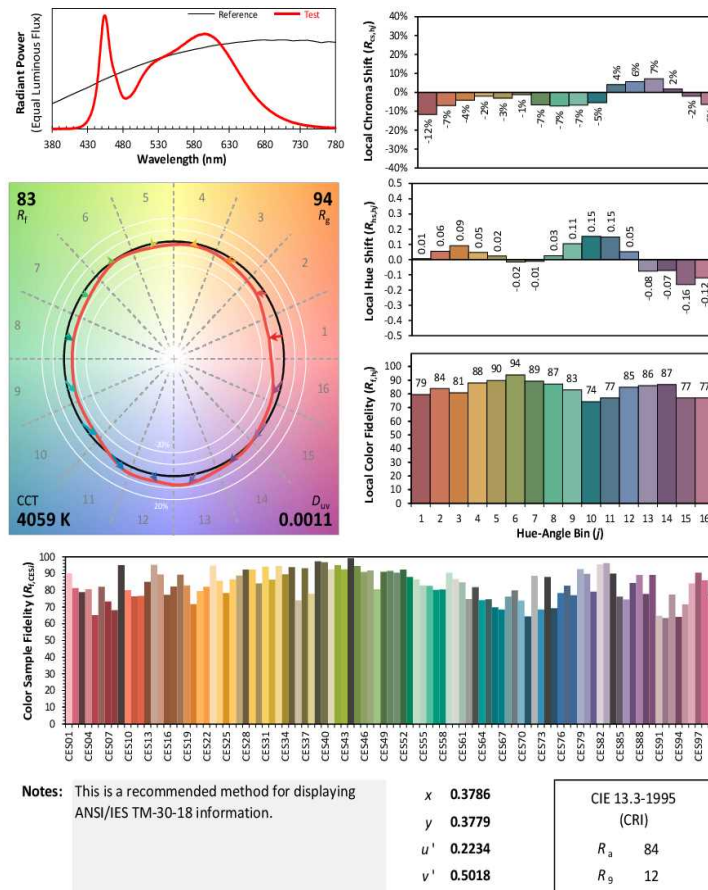 Radiant Power
(Equal Luminous Flux)
Reference
Test
380 430 480 530 580 630 680 730 780
Wavelength (nm)
Local Chroma Shift (Rcs,hj)
40%
30%
20%
10%
0%
-10%
-20%
-30%
-40%
-12% -7% -4% -2% -3% -1% -7% -7% -7% -5% 4% 6% 7% 2% -2%
83
Rf
94
Rg
1
2
3
4
5
6
7
8
9
10
11
12
13
14
15
16
-20%
20%
CCT
4059 K
Duv
0.0011
Local Hue Shift (Rhs,hj)
0.5
0.4
0.3
0.2
0.1
0.0
-0.1
-0.2
-0.3
-0.4
-0.5
0.01 0.06 0.09 0.05 0.02 -0.02 -0.01 0.03 0.11 0.15 0.15 0.05 -0.08 -0.07 -0.16 -0.12
Local Color Fidelity (Rf,hj)
100
90
80
70
60
50
40
30
20
10
0
79 84 81 88 90 94 89 87 83 74 77 85 86 87 77 77
1 2 3 4 5 6 7 8 9 10 11 12 13 14 15 16
Hue-Angle Bin (j)
Color Sample Fidelity (Rf,CESi)
100
90
80
70
60
50
40
30
20
10
0
CES01 CES04 CES07 CES10 CES13 CES16 CES19 CES22 CES25 CES28 CES31 CES34 CES37 CES40 CES43 CES46 CES49 CES52 CES55 CES58 CES61 CES64 CES67 CES70 CES73 CES76 CES79 CES82 CES85 CES88 CES91 CES94 CES97
Notes: This is a recommended method for displaying
ANSI/IES TM-30-18 information.
x 0.3786
y 0.3779
u' 0.2234
v' 0.5018
CIE 13.3-1995
(CRI)
Ra 84
R9 12